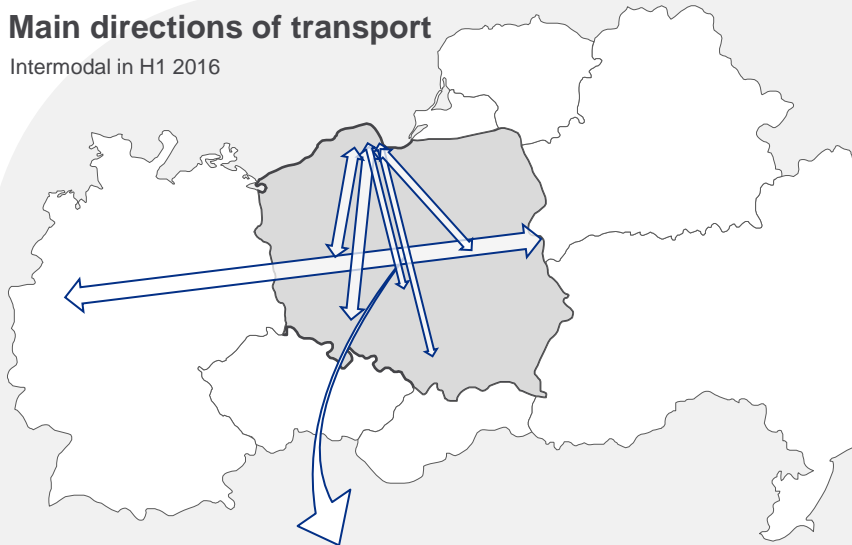 Main directions of transport
Intermodal in H1 2016